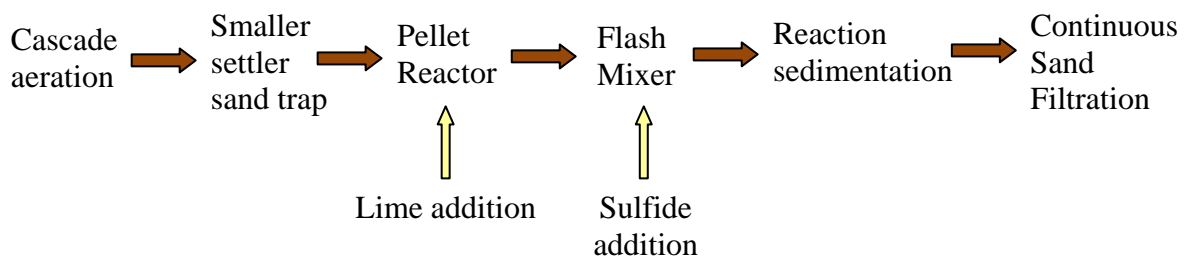 Cascade
aeration
Smaller
settler
sand trap
Pellet
Reactor
Flash
Mixer
Reaction
sedimentation
Continuous
Sand
Filtration
Lime addition
Sulfide
addition